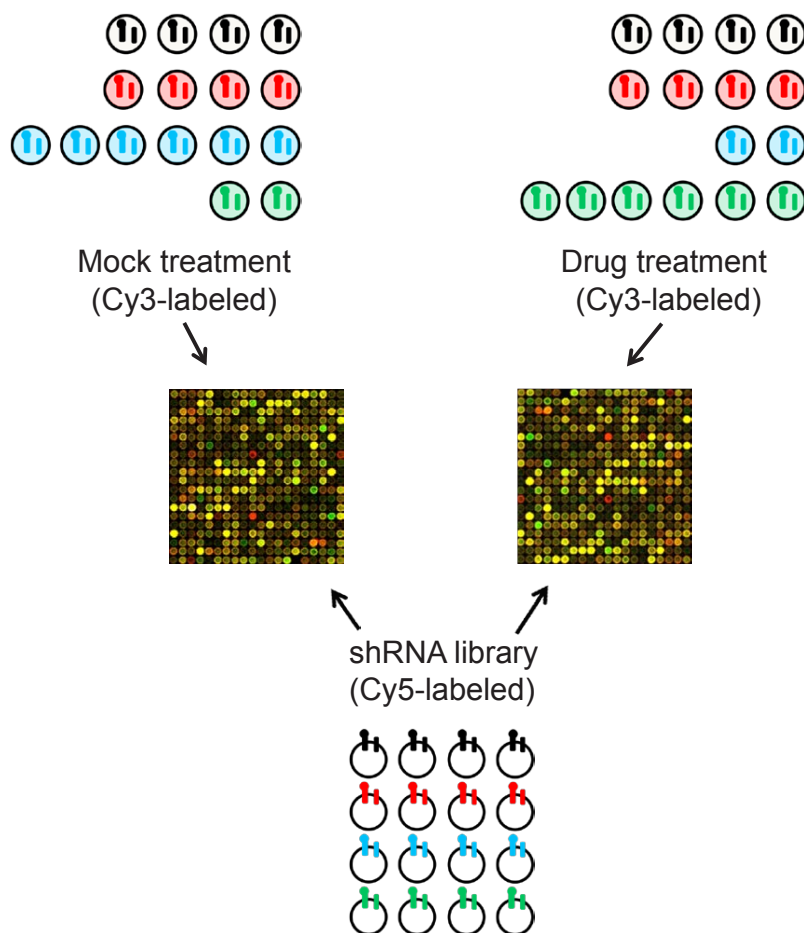 Mock treatment
(Cy3-labeled)
Drug treatment
(Cy3-labeled)
shRNA library
(Cy5-labeled)